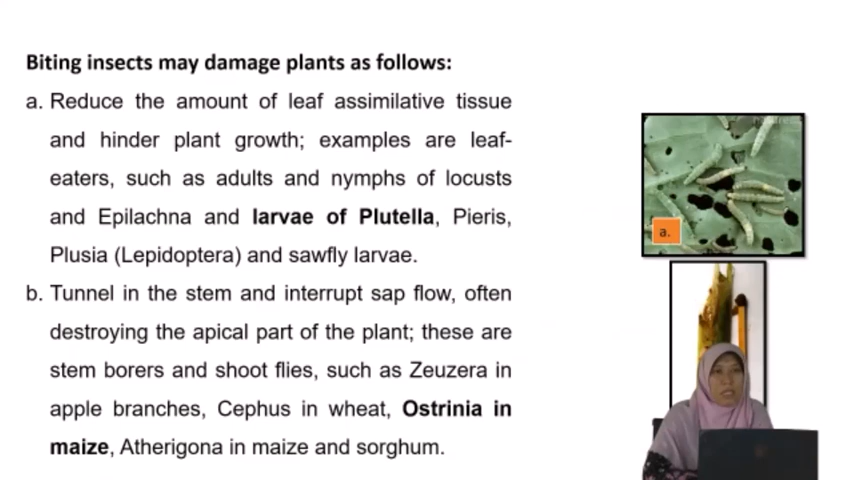 Biting insects may damage plants as follows:
a. Reduce the amount of leaf assimilative tissue
and hinder plant growth; examples are leaf-
eaters, such as adults and nymphs of locusts
and Epilachna and larvae of Plutella, Pieris,
Plusia (Lepidoptera) and sawfly larvae.
b. Tunnel in the stem and interrupt sap flow, often
destroying the apical part of the plant; these are
stem borers and shoot flies, such as Zeuzera in
apple branches, Cephus in wheat, Ostrinia in
maize, Atherigona in maize and sorghum.
a.